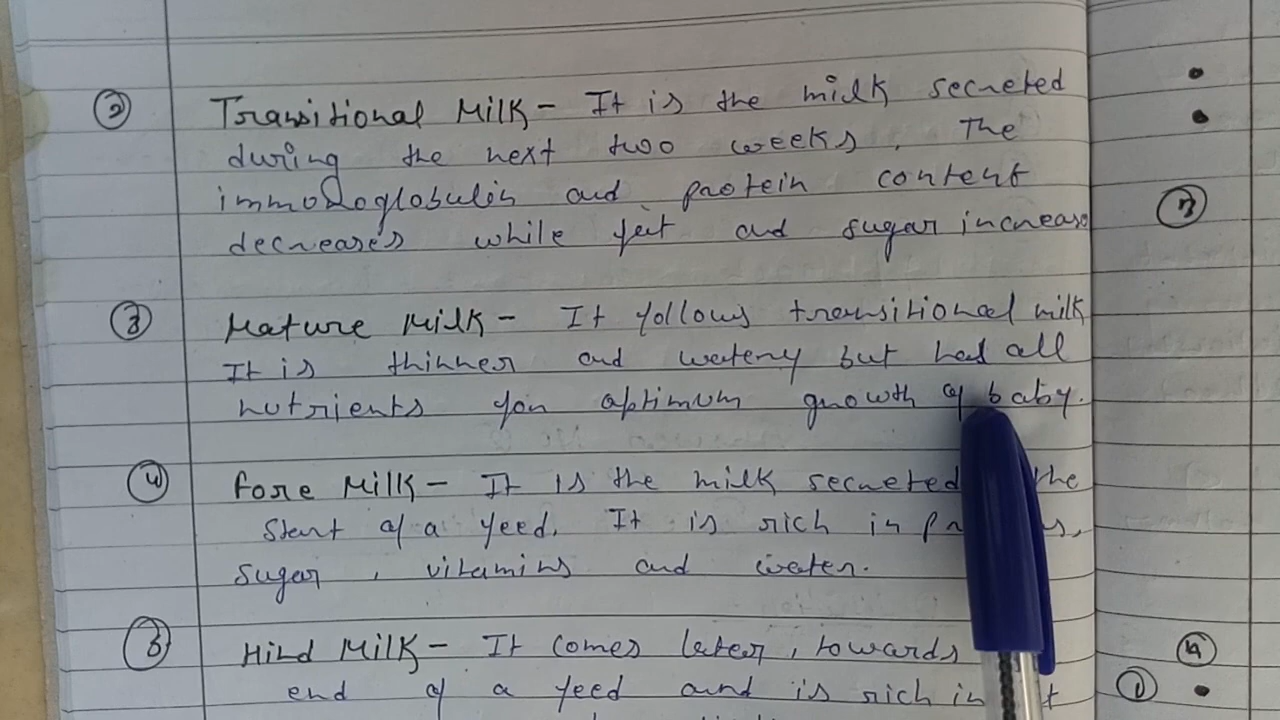 ② Transitional Milk - It is the milk secreted
during the next two weeks. The
immunoglobulin and protein content
decreases while fat and sugar increase
③ Mature Milk - It follows transitional milk
It is thinner and watery but has all
nutrients for optimum growth of baby.
④ Fore Milk - It is the milk secreted the
start of a feed. It is rich in
sugar, vitamins and water.
⑤ Hind Milk - It comes later, towards
end of a feed and is rich in